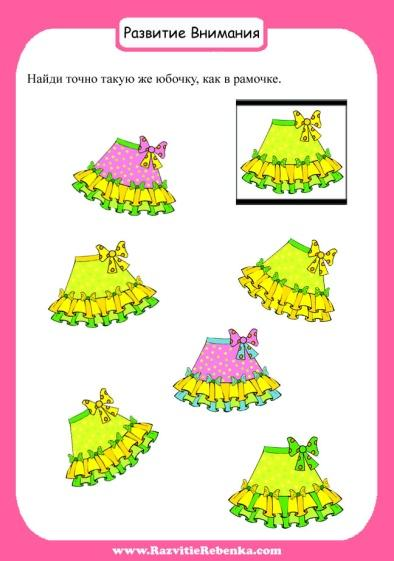 Развитие Внимания
Найди точно такую же юбочку, как в рамочке.
www.RazvitieRebenka.com